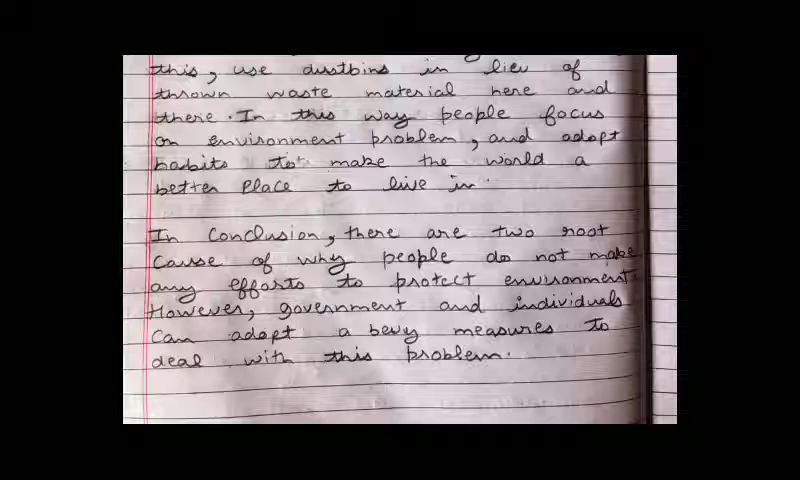 this, use dustbins in liev of
thrown waste material here and
there. In this way people focus
on environment problem, and adopt
habits to make the world a
better place to live in.
In conclusion, there are two root
cause of why people do not make
any efforts to protect environment.
However, government and individuals
can adopt a bevy measures to
deal with this problem.